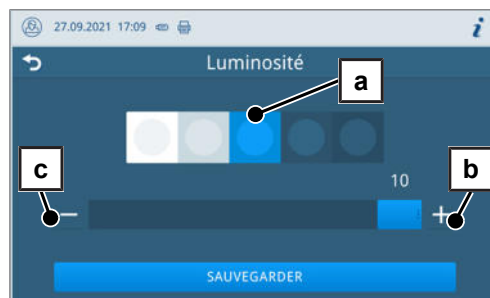 27.09.2021 17:09
i
Luminosité
a
c
b
10
− +
SAUVEGARDER